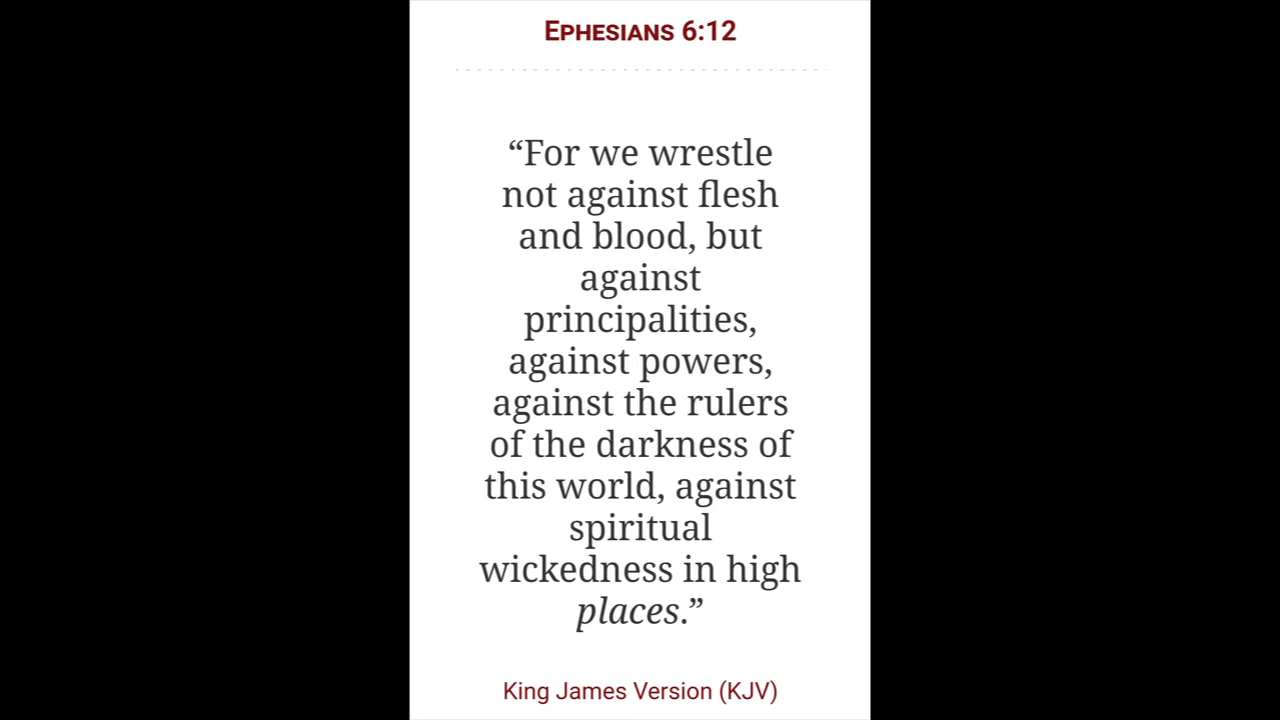 EPHESIANS 6:12
“For we wrestle
not against flesh
and blood, but
against
principalities,
against powers,
against the rulers
of the darkness of
this world, against
spiritual
wickedness in high
places.”
King James Version (KJV)